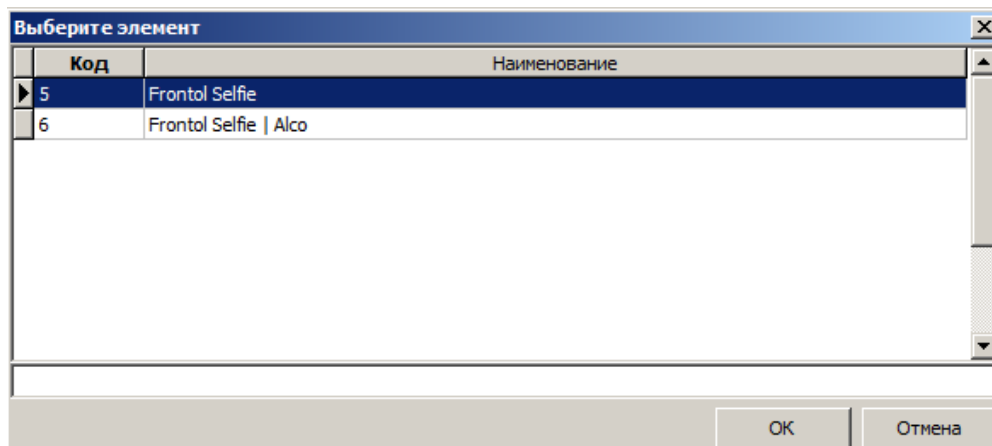 Выберите элемент
Код Наименование
5 Frontol Selfie
6 Frontol Selfie | Alco
OK Отмена